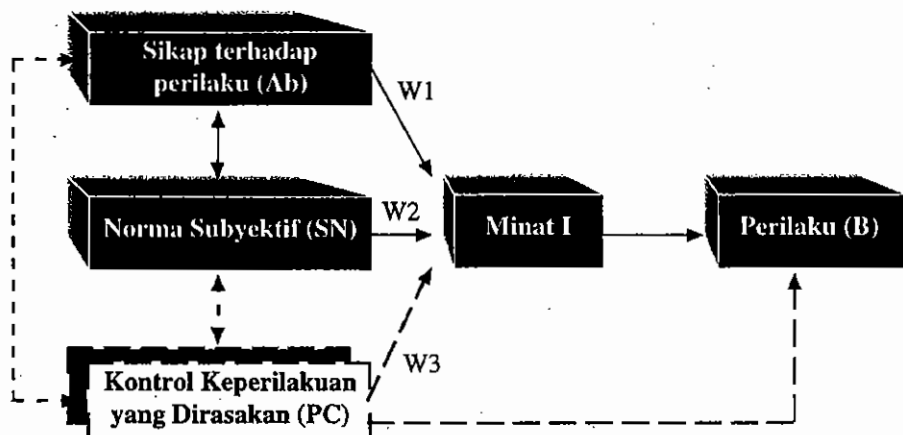 Sikap terhadap
perilaku (Ab)
W1
Norma Subyektif (SN)
W2
Minat I
Perilaku (B)
W3
Kontrol Keperilakuan
yang Dirasakan (PC)